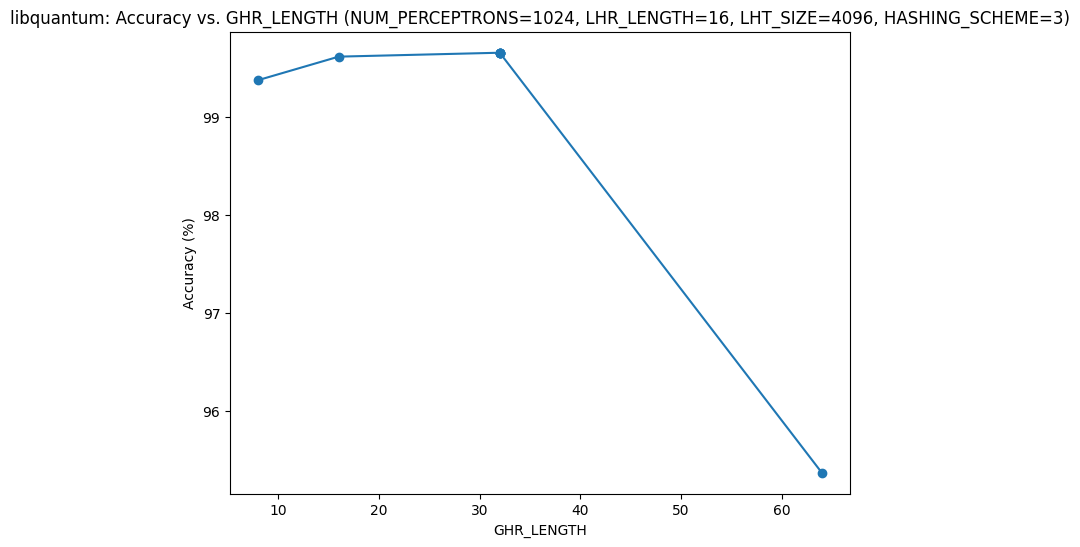 libquantum: Accuracy vs. GHR_LENGTH (NUM_PERCEPTRONS=1024, LHR_LENGTH=16, LHT_SIZE=4096, HASHING_SCHEME=3)
Accuracy (%)
99
98
97
96
10 20 30 40 50 60
GHR_LENGTH